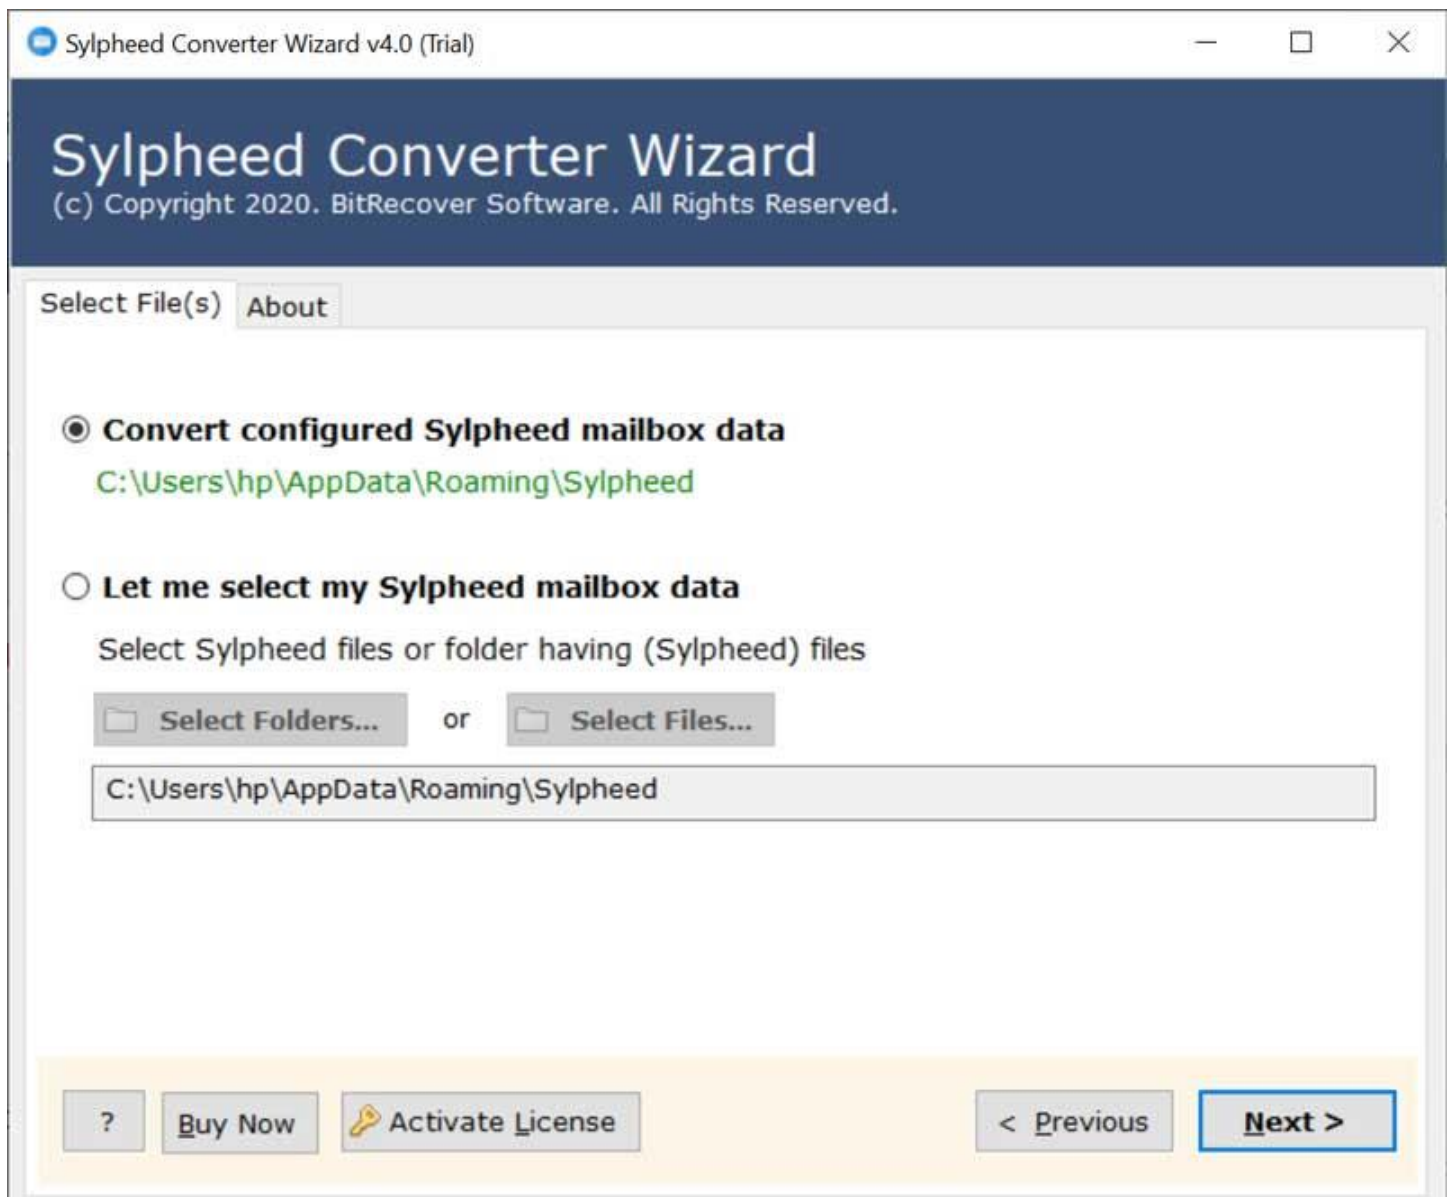 Sylpheed Converter Wizard v4.0 (Trial)
Sylpheed Converter Wizard
(c) Copyright 2020. BitRecover Software. All Rights Reserved.
Select File(s) About
Convert configured Sylpheed mailbox data
C:\Users\hp\AppData\Roaming\Sylpheed
Let me select my Sylpheed mailbox data
Select Sylpheed files or folder having (Sylpheed) files
Select Folders... or Select Files...
C:\Users\hp\AppData\Roaming\Sylpheed
? Buy Now Activate License < Previous Next >